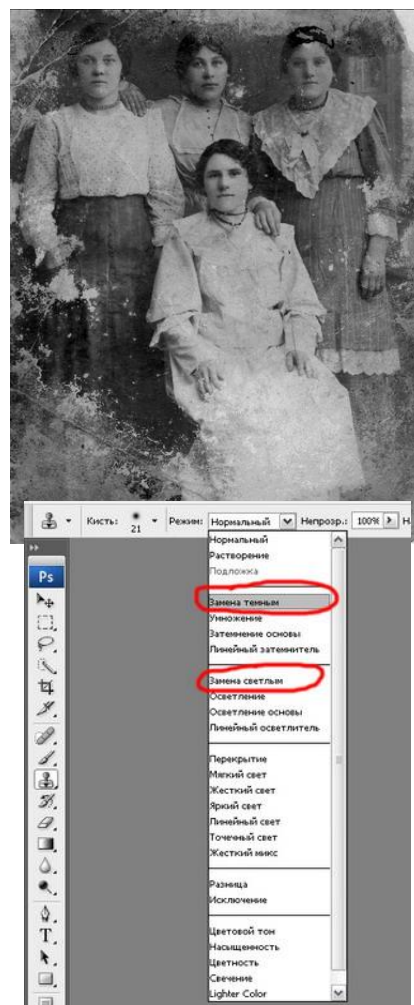 Кисть: 21 Режим: Нормальный Непрозр.: 100% Н
Нормальный
Растворение
Подложка
Ps
Замена темным
Умножение
Затемнение основы
Линейный затемнитель
Замена светлым
Осветление
Осветление основы
Линейный осветлитель
Перекрытие
Мягкий свет
Жесткий свет
Яркий свет
Линейный свет
Точечный свет
Жесткий микс
Разница
Исключение
Цветовой тон
Насыщенность
Цветность
Свечение
Lighter Color